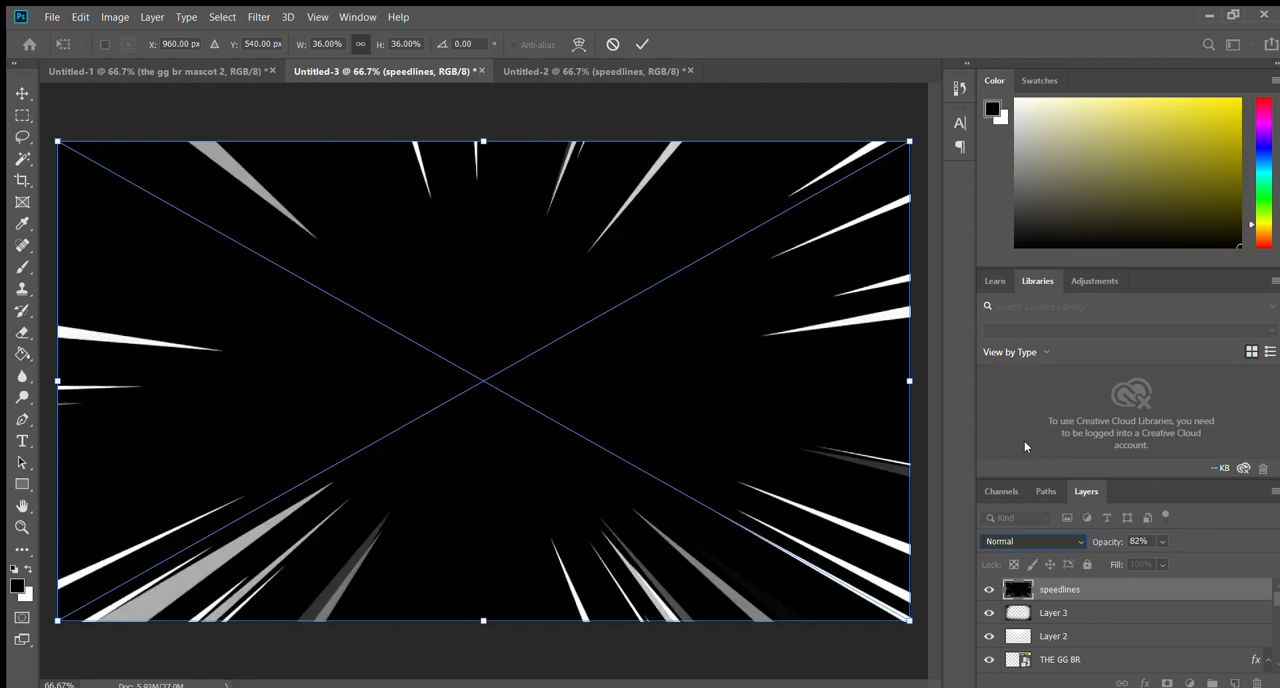 Ps File Edit Image Layer Type Select Filter 3D View Window Help
X: 960.00 px Y: 540.00 px W: 36.00% H: 36.00% 0.00 ° Anti-alias
Untitled-1 @ 66.7% (the gg br mascot 2, RGB/8) * × Untitled-3 @ 66.7% (speedlines, RGB/8) * × Untitled-2 @ 66.7% (speedlines, RGB/8) * ×
Color Swatches
Learn Libraries Adjustments
Search Current Library
View by Type
To use Creative Cloud Libraries, you need
to be logged into a Creative Cloud
account.
-- KB
Channels Paths Layers
Kind
Normal Opacity: 82%
Lock: Fill: 100%
speedlines
Layer 3
Layer 2
THE GG BR fx
66.67% Doc: 5.93M/77.0M
fx